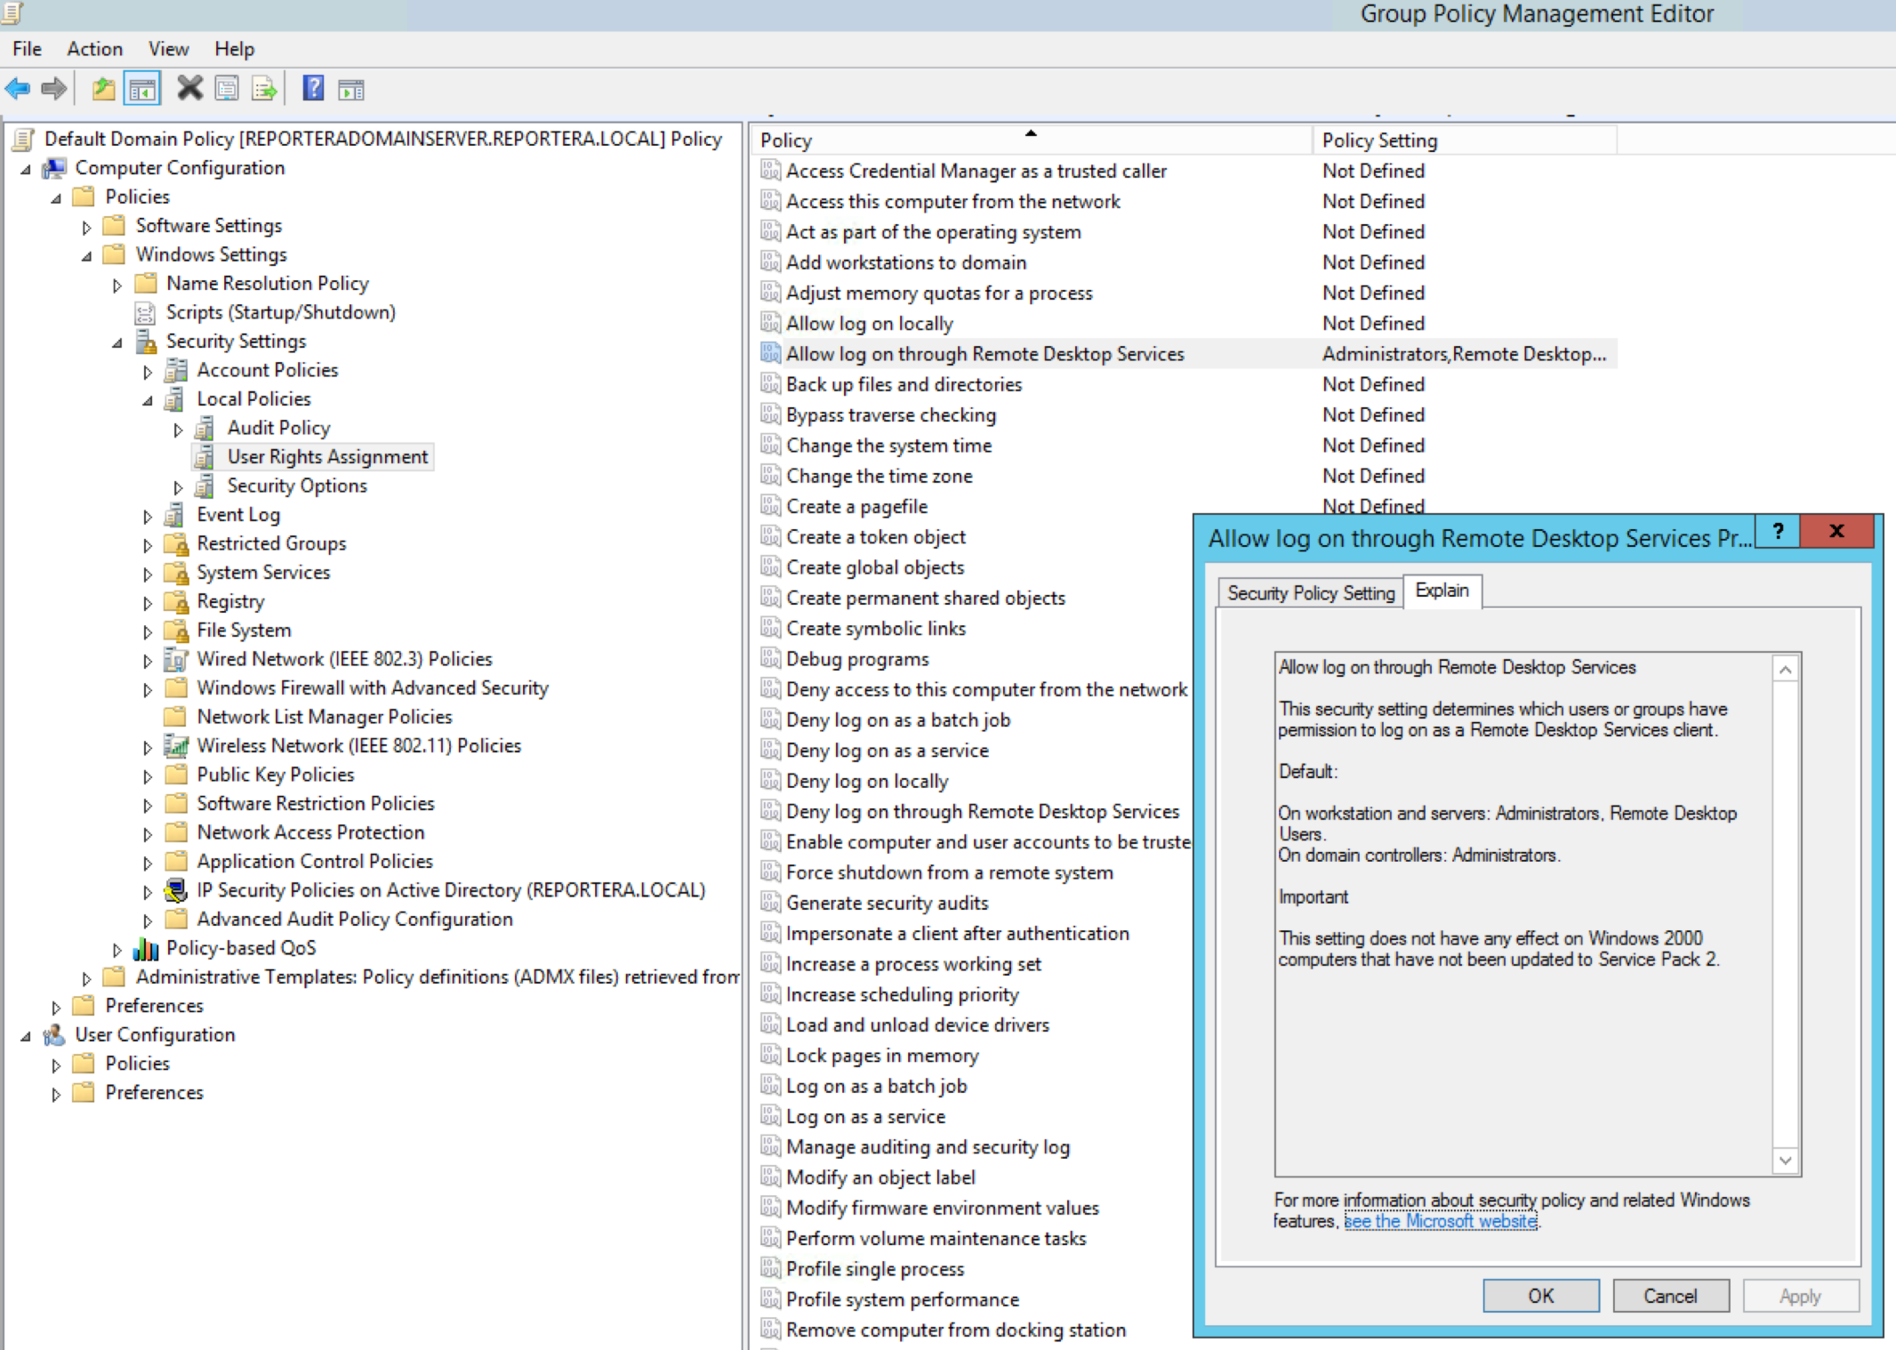 Group Policy Management Editor
File Action View Help
Default Domain Policy [REPORTERADOMAINSERVER.REPORTERA.LOCAL] Policy
Computer Configuration
Policies
Software Settings
Windows Settings
Name Resolution Policy
Scripts (Startup/Shutdown)
Security Settings
Account Policies
Local Policies
Audit Policy
User Rights Assignment
Security Options
Event Log
Restricted Groups
System Services
Registry
File System
Wired Network (IEEE 802.3) Policies
Windows Firewall with Advanced Security
Network List Manager Policies
Wireless Network (IEEE 802.11) Policies
Public Key Policies
Software Restriction Policies
Network Access Protection
Application Control Policies
IP Security Policies on Active Directory (REPORTERA.LOCAL)
Advanced Audit Policy Configuration
Policy-based QoS
Administrative Templates: Policy definitions (ADMX files) retrieved from
Preferences
User Configuration
Policies
Preferences
Policy Policy Setting
Access Credential Manager as a trusted caller Not Defined
Access this computer from the network Not Defined
Act as part of the operating system Not Defined
Add workstations to domain Not Defined
Adjust memory quotas for a process Not Defined
Allow log on locally Not Defined
Allow log on through Remote Desktop Services Administrators,Remote Desktop...
Back up files and directories Not Defined
Bypass traverse checking Not Defined
Change the system time Not Defined
Change the time zone Not Defined
Create a pagefile Not Defined
Create a token object
Create global objects
Create permanent shared objects
Create symbolic links
Debug programs
Deny access to this computer from the network
Deny log on as a batch job
Deny log on as a service
Deny log on locally
Deny log on through Remote Desktop Services
Enable computer and user accounts to be truste
Force shutdown from a remote system
Generate security audits
Impersonate a client after authentication
Increase a process working set
Increase scheduling priority
Load and unload device drivers
Lock pages in memory
Log on as a batch job
Log on as a service
Manage auditing and security log
Modify an object label
Modify firmware environment values
Perform volume maintenance tasks
Profile single process
Profile system performance
Remove computer from docking station
Allow log on through Remote Desktop Services Pr... ? x
Security Policy Setting Explain
Allow log on through Remote Desktop Services
This security setting determines which users or groups have
permission to log on as a Remote Desktop Services client.
Default:
On workstation and servers: Administrators, Remote Desktop
Users.
On domain controllers: Administrators.
Important
This setting does not have any effect on Windows 2000
computers that have not been updated to Service Pack 2.
For more information about security policy and related Windows
features, see the Microsoft website.
OK Cancel Apply